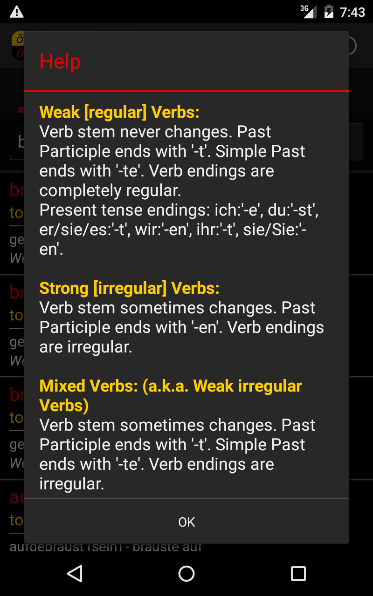 3G
7:43
Help
Weak [regular] Verbs:
Verb stem never changes. Past
Participle ends with '-t'. Simple Past
ends with '-te'. Verb endings are
completely regular.
Present tense endings: ich:'-e', du:'-st',
er/sie/es:'-t', wir:'-en', ihr:'-t', sie/Sie:'-
en'.
Strong [irregular] Verbs:
Verb stem sometimes changes. Past
Participle ends with '-en'. Verb endings
are irregular.
Mixed Verbs: (a.k.a. Weak irregular
Verbs)
Verb stem sometimes changes. Past
Participle ends with '-t'. Simple Past
ends with '-te'. Verb endings are
irregular.
OK
aufgebraust (sein) - brauste auf